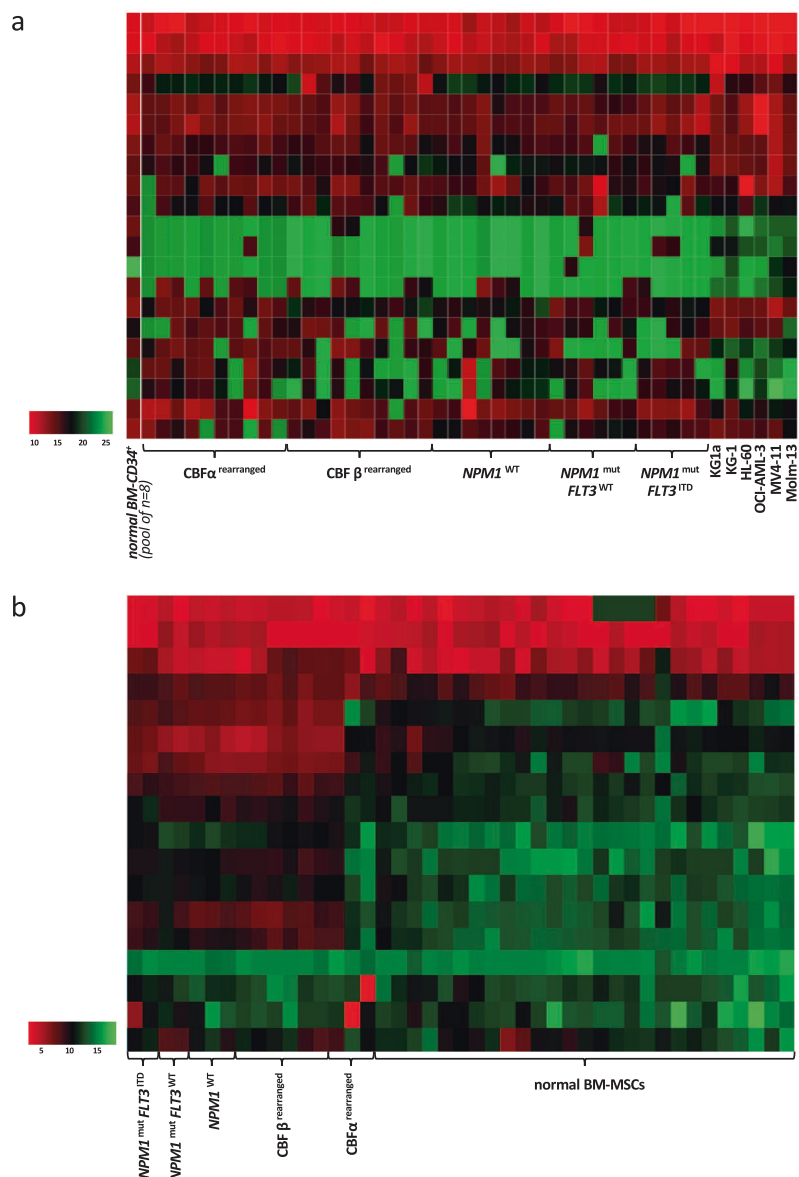 a
10 15 20 25
normal BM-CD34⁺
(pool of n=8)
CBFα rearranged
CBF β rearranged
NPM1 WT
NPM1 mut
FLT3 WT
NPM1 mut
FLT3 ITD
KG1a
KG-1
HL-60
OCI-AML-3
MV4-11
Molm-13
b
5 10 15
NPM1 mut FLT3 ITD
NPM1 mut FLT3 WT
NPM1 WT
CBF β rearranged
CBFα rearranged
normal BM-MSCs